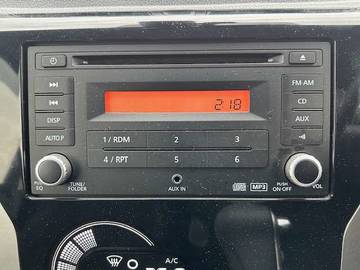 FM AM
218
CD
DISP
AUX
AUTO.P
1 / RDM 2 3
4 / RPT 5 6
PUSH
EQ
TUNE/
FOLDER
AUX IN
MP3
PUSH
ON·OFF
VOL
A/C